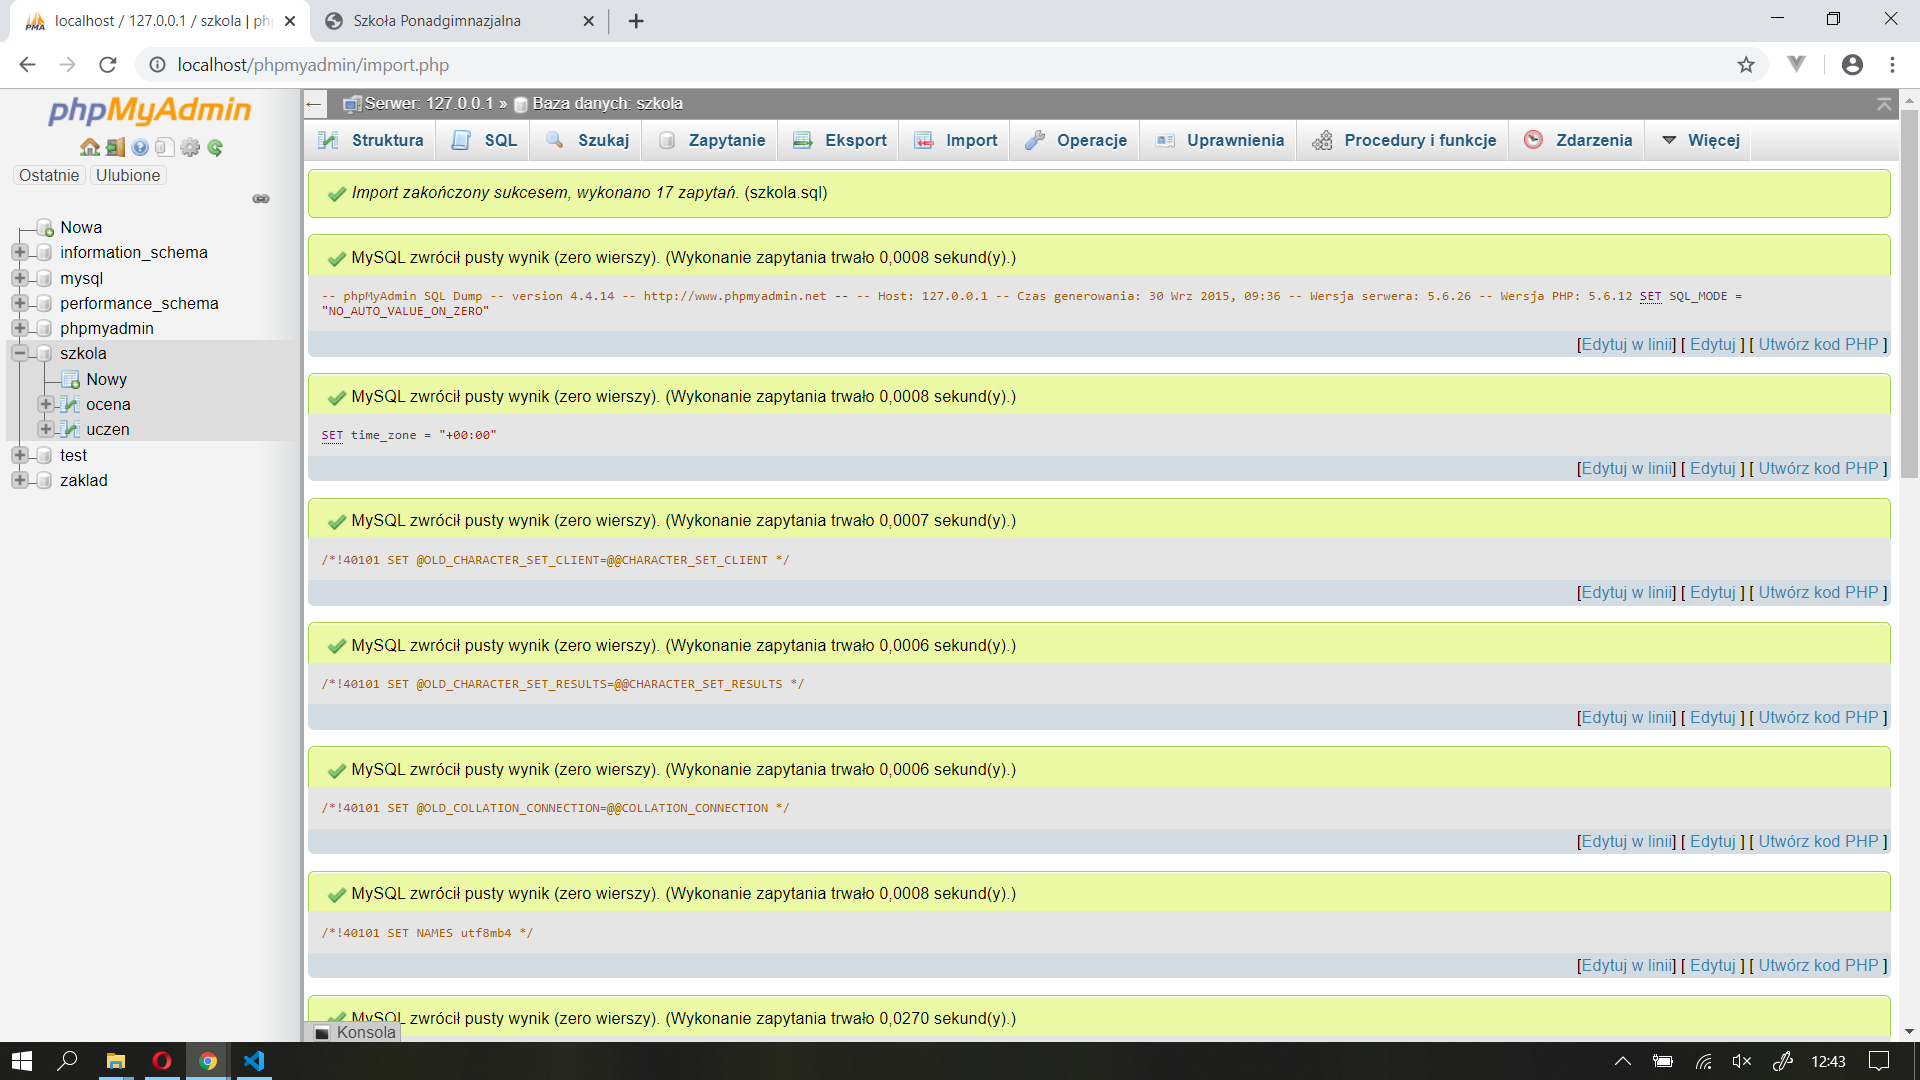 localhost / 127.0.0.1 / szkola | ph
Szkoła Ponadgimnazjalna
localhost/phpmyadmin/import.php
phpMyAdmin
Ostatnie Ulubione
Nowa
information_schema
mysql
performance_schema
phpmyadmin
szkola
Nowy
ocena
uczen
test
zaklad
Serwer: 127.0.0.1 » Baza danych: szkola
Struktura SQL Szukaj Zapytanie Eksport Import Operacje Uprawnienia Procedury i funkcje Zdarzenia Więcej
Import zakończony sukcesem, wykonano 17 zapytań. (szkola.sql)
MySQL zwrócił pusty wynik (zero wierszy). (Wykonanie zapytania trwało 0,0008 sekund(y).)
-- phpMyAdmin SQL Dump -- version 4.4.14 -- http://www.phpmyadmin.net -- -- Host: 127.0.0.1 -- Czas generowania: 30 Wrz 2015, 09:36 -- Wersja serwera: 5.6.26 -- Wersja PHP: 5.6.12 SET SQL_MODE =
"NO_AUTO_VALUE_ON_ZERO"
[Edytuj w linii] [ Edytuj ] [ Utwórz kod PHP ]
MySQL zwrócił pusty wynik (zero wierszy). (Wykonanie zapytania trwało 0,0008 sekund(y).)
SET time_zone = "+00:00"
[Edytuj w linii] [ Edytuj ] [ Utwórz kod PHP ]
MySQL zwrócił pusty wynik (zero wierszy). (Wykonanie zapytania trwało 0,0007 sekund(y).)
/*!40101 SET @OLD_CHARACTER_SET_CLIENT=@@CHARACTER_SET_CLIENT */
[Edytuj w linii] [ Edytuj ] [ Utwórz kod PHP ]
MySQL zwrócił pusty wynik (zero wierszy). (Wykonanie zapytania trwało 0,0006 sekund(y).)
/*!40101 SET @OLD_CHARACTER_SET_RESULTS=@@CHARACTER_SET_RESULTS */
[Edytuj w linii] [ Edytuj ] [ Utwórz kod PHP ]
MySQL zwrócił pusty wynik (zero wierszy). (Wykonanie zapytania trwało 0,0006 sekund(y).)
/*!40101 SET @OLD_COLLATION_CONNECTION=@@COLLATION_CONNECTION */
[Edytuj w linii] [ Edytuj ] [ Utwórz kod PHP ]
MySQL zwrócił pusty wynik (zero wierszy). (Wykonanie zapytania trwało 0,0008 sekund(y).)
/*!40101 SET NAMES utf8mb4 */
[Edytuj w linii] [ Edytuj ] [ Utwórz kod PHP ]
MySQL zwrócił pusty wynik (zero wierszy). (Wykonanie zapytania trwało 0,0270 sekund(y).)
Konsola
12:43